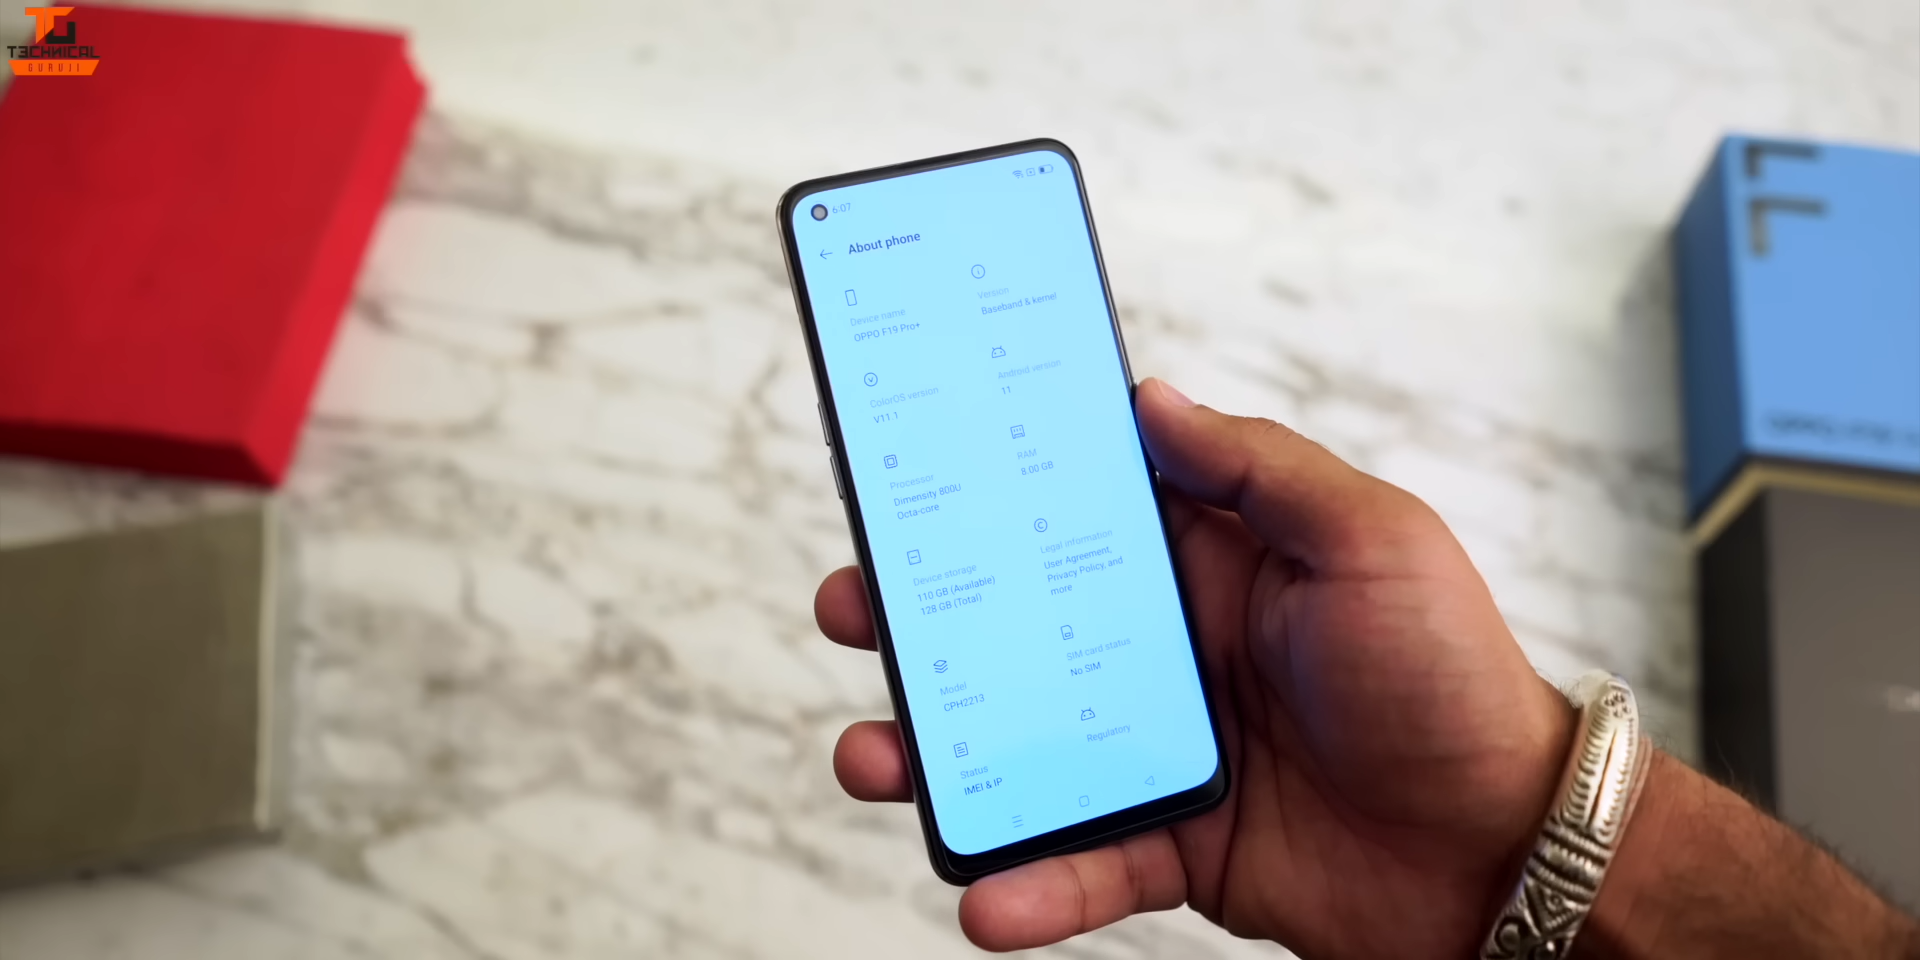 TECHNICAL
GURUJI
6:07
About phone
Device name
OPPO F19 Pro+
Version
Baseband & kernel
ColorOS version
V11.1
Android version
11
Processor
Dimensity 800U
Octa-core
RAM
8.00 GB
Device storage
110 GB (Available)
128 GB (Total)
Legal information
User Agreement,
Privacy Policy, and
more
Model
CPH2213
SIM card status
No SIM
Status
IMEI & IP
Regulatory